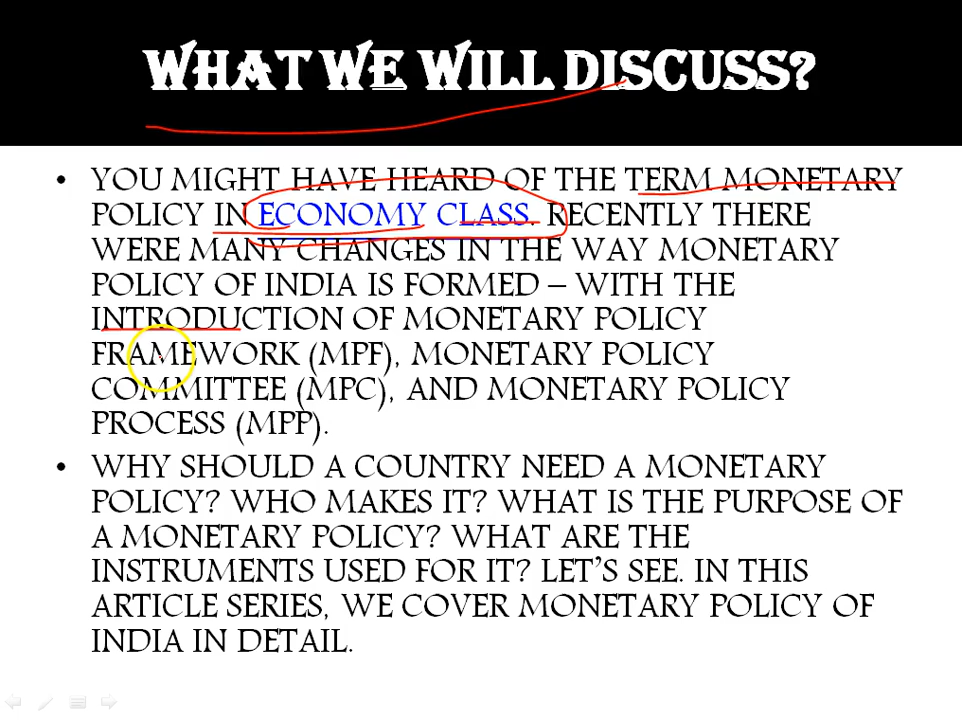 WHAT WE WILL DISCUSS?
• YOU MIGHT HAVE HEARD OF THE TERM MONETARY
POLICY IN ECONOMY CLASS. RECENTLY THERE
WERE MANY CHANGES IN THE WAY MONETARY
POLICY OF INDIA IS FORMED – WITH THE
INTRODUCTION OF MONETARY POLICY
FRAMEWORK (MPF), MONETARY POLICY
COMMITTEE (MPC), AND MONETARY POLICY
PROCESS (MPP).
• WHY SHOULD A COUNTRY NEED A MONETARY
POLICY? WHO MAKES IT? WHAT IS THE PURPOSE OF
A MONETARY POLICY? WHAT ARE THE
INSTRUMENTS USED FOR IT? LET’S SEE. IN THIS
ARTICLE SERIES, WE COVER MONETARY POLICY OF
INDIA IN DETAIL.